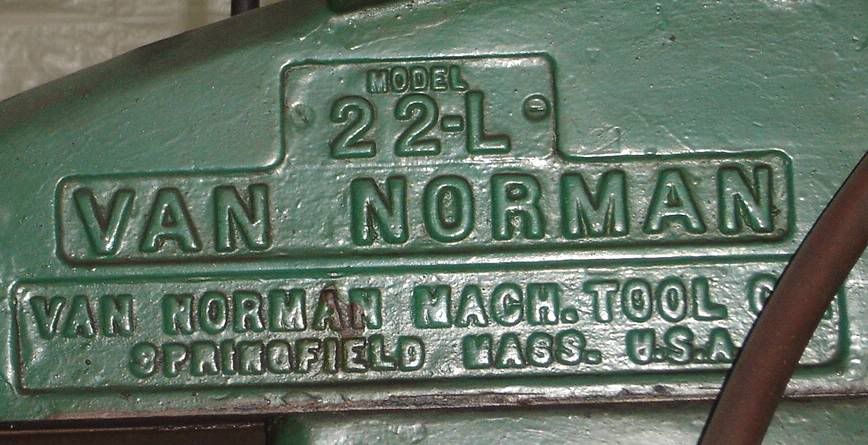 MODEL
22-L
VAN NORMAN
VAN NORMAN MACH. TOOL
SPRINGFIELD MASS. U.S.A.